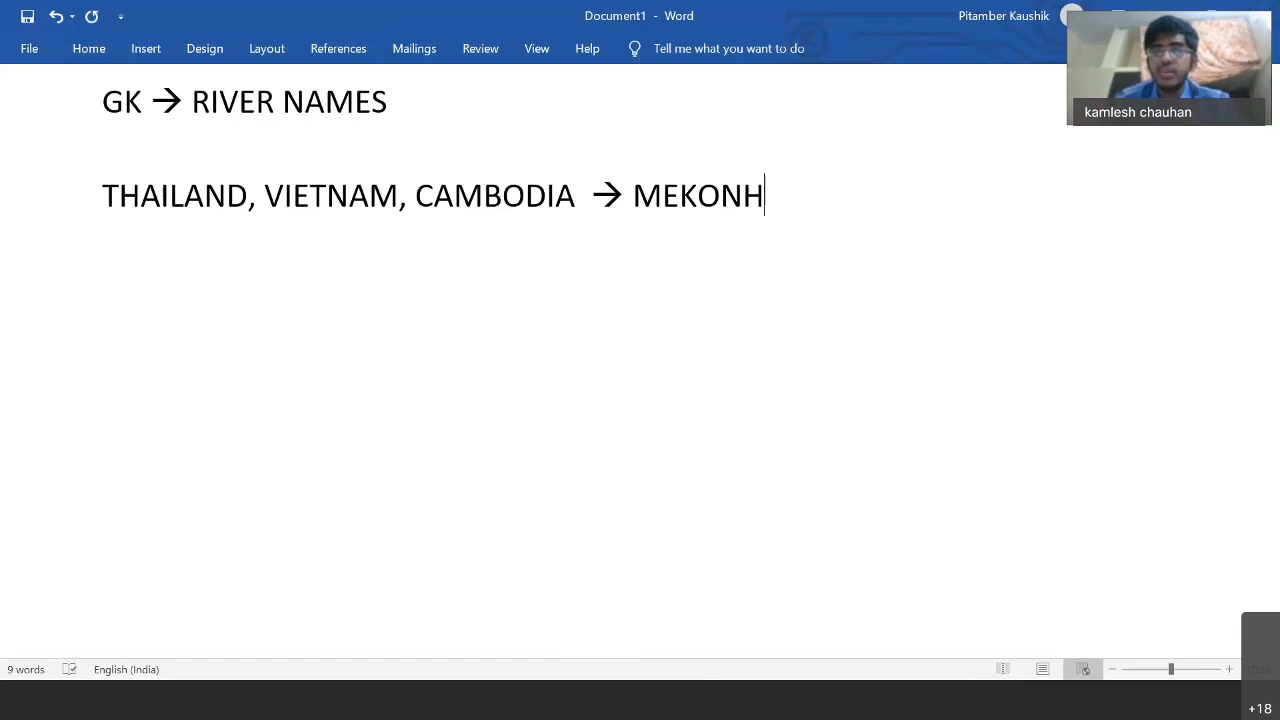 Document1 - Word
Pitamber Kaushik
File Home Insert Design Layout References Mailings Review View Help Tell me what you want to do
kamlesh chauhan
GK → RIVER NAMES
THAILAND, VIETNAM, CAMBODIA → MEKONH
9 words English (India)
+18